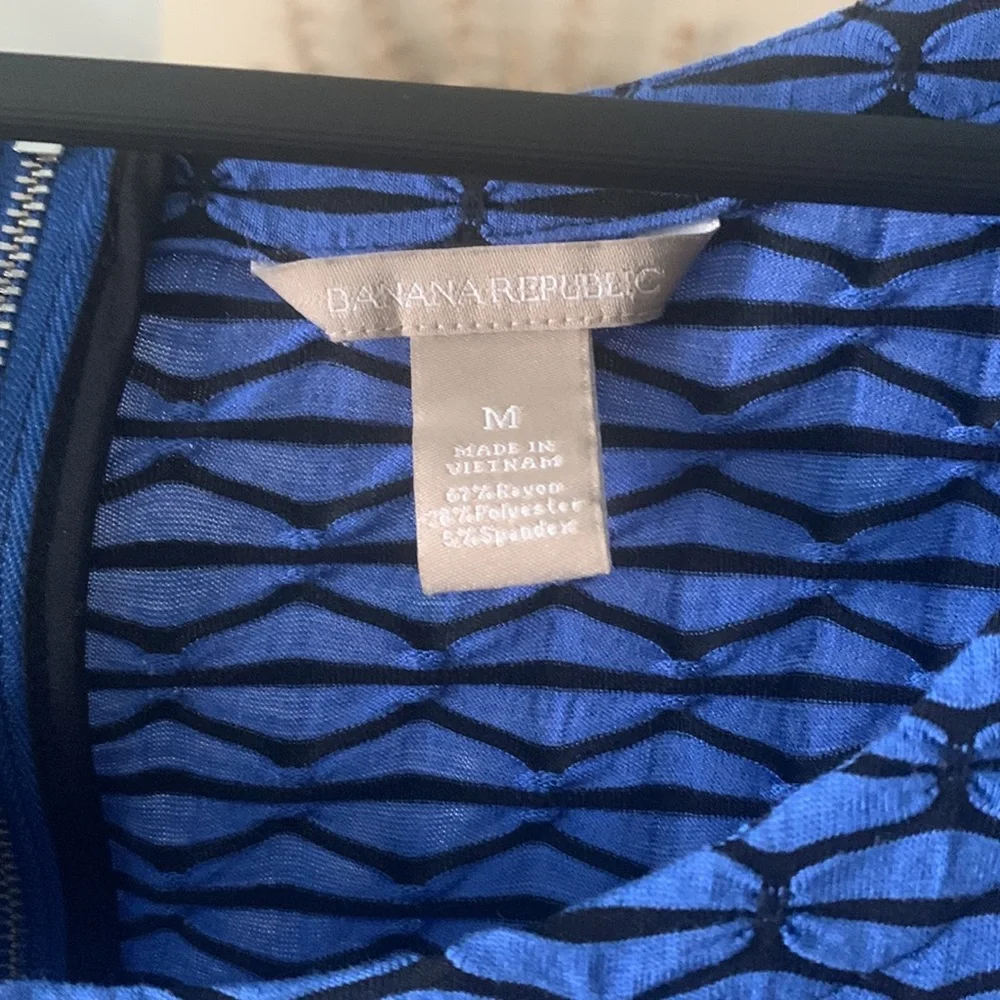 BANANA REPUBLIC
M
MADE IN
VIETNAM
67% Rayon
28% Polyester
5% Spandex